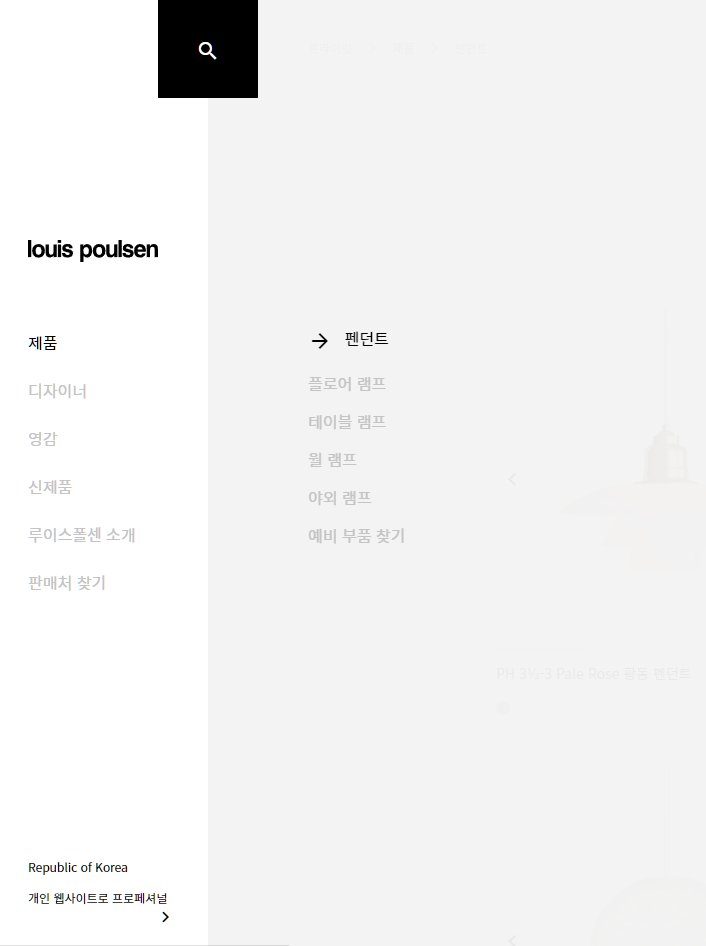 louis poulsen
제품
디자이너
영감
신제품
루이스폴센 소개
판매처 찾기
펜던트
플로어 램프
테이블 램프
월 램프
야외 램프
예비 부품 찾기
PH 3½-3 Pale Rose 황동 펜던트
Republic of Korea
개인 웹사이트로 프로페셔널